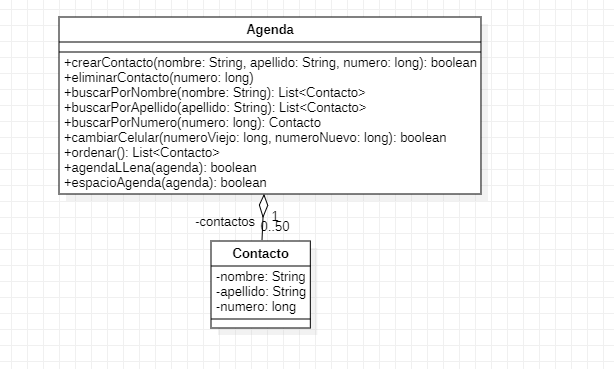 Agenda
+crearContacto(nombre: String, apellido: String, numero: long): boolean
+eliminarContacto(numero: long)
+buscarPorNombre(nombre: String): List<Contacto>
+buscarPorApellido(apellido: String): List<Contacto>
+buscarPorNumero(numero: long): Contacto
+cambiarCelular(numeroViejo: long, numeroNuevo: long): boolean
+ordenar(): List<Contacto>
+agendaLLena(agenda): boolean
+espacioAgenda(agenda): boolean
-contactos 1
0..50
Contacto
-nombre: String
-apellido: String
-numero: long